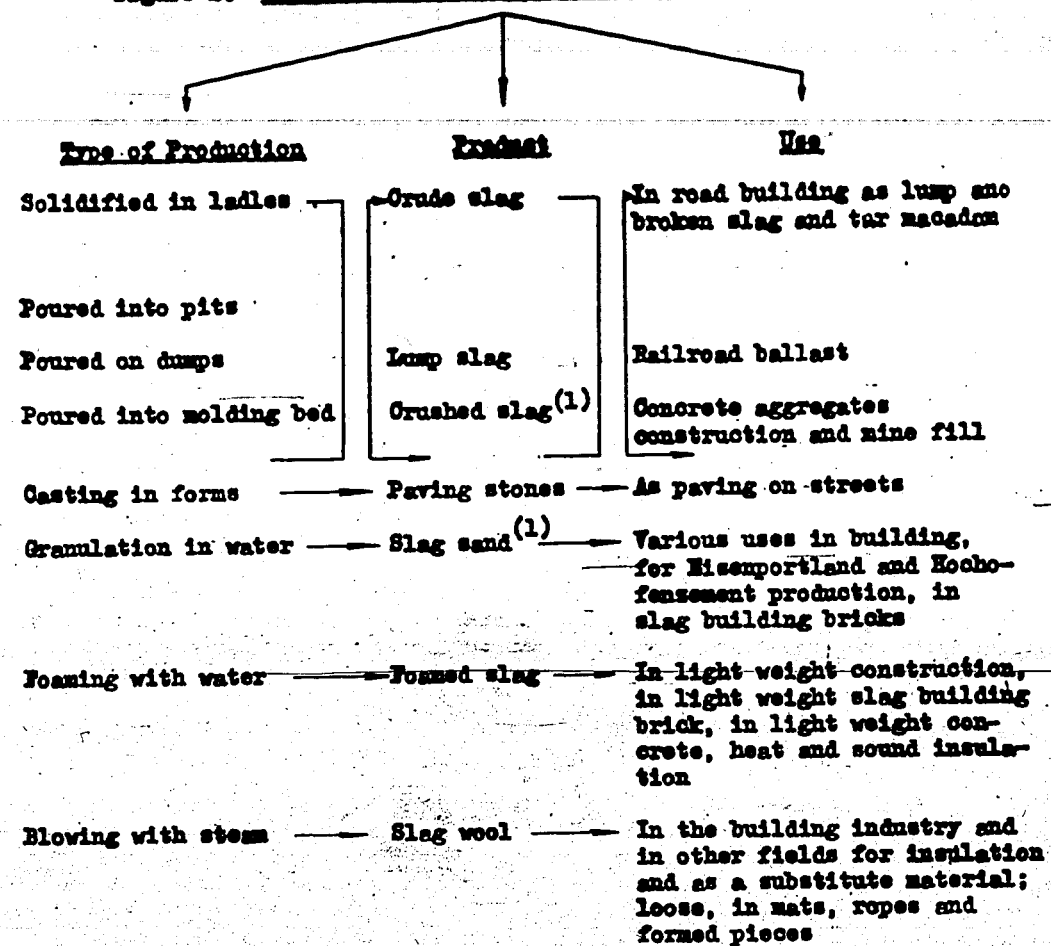 Type of Production Product Use
Solidified in ladles Crude slag In road building as lump and
broken slag and tar macadam
Poured into pits
Poured on dumps Lump slag Railroad ballast
Poured into molding bed Crushed slag(1) Concrete aggregates
construction and mine fill
Casting in forms Paving stones As paving on streets
Granulation in water Slag sand(1) Various uses in building,
for Eisenportland and Hocho-
fenzement production, in
slag building bricks
Foaming with water Foamed slag In light weight construction,
in light weight slag building
brick, in light weight con-
crete, heat and sound insula-
tion
Blowing with steam Slag wool In the building industry and
in other fields for insulation
and as a substitute material;
loose, in mats, ropes and
formed pieces